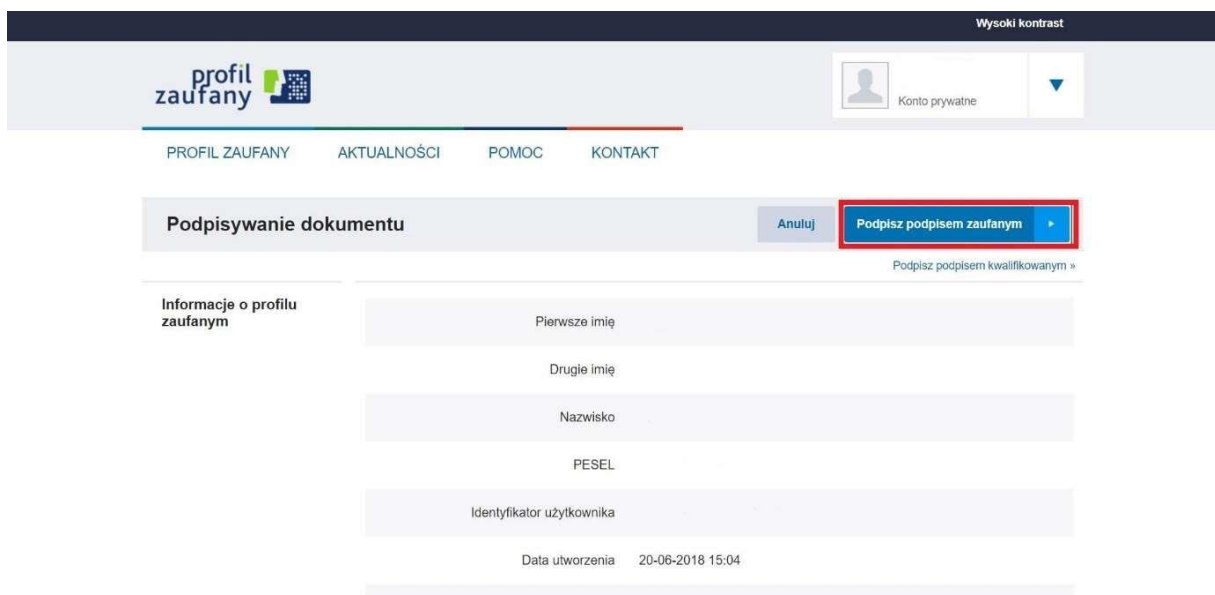 Wysoki kontrast
profil
zaufany
Konto prywatne
PROFIL ZAUFANY AKTUALNOŚCI POMOC KONTAKT
Podpisywanie dokumentu Anuluj Podpisz podpisem zaufanym
Podpisz podpisem kwalifikowanym »
Informacje o profilu
zaufanym
Pierwsze imię
Drugie imię
Nazwisko
PESEL
Identyfikator użytkownika
Data utworzenia 20-06-2018 15:04